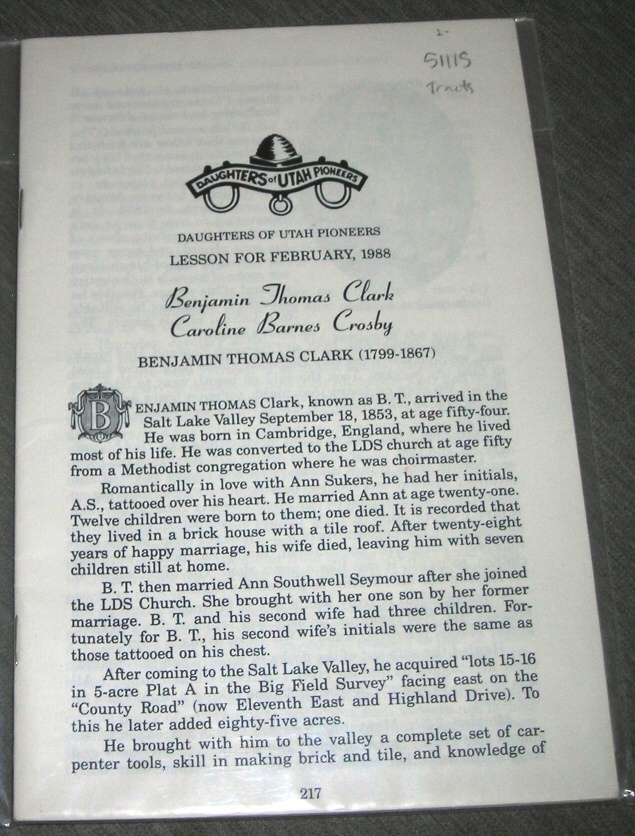 2-
51115
Tracts
DAUGHTERS of UTAH PIONEERS
DAUGHTERS OF UTAH PIONEERS
LESSON FOR FEBRUARY, 1988
Benjamin Thomas Clark
Caroline Barnes Crosby
BENJAMIN THOMAS CLARK (1799-1867)
BENJAMIN THOMAS Clark, known as B. T., arrived in the
Salt Lake Valley September 18, 1853, at age fifty-four.
He was born in Cambridge, England, where he lived
most of his life. He was converted to the LDS church at age fifty
from a Methodist congregation where he was choirmaster.
Romantically in love with Ann Sukers, he had her initials,
A.S., tattooed over his heart. He married Ann at age twenty-one.
Twelve children were born to them; one died. It is recorded that
they lived in a brick house with a tile roof. After twenty-eight
years of happy marriage, his wife died, leaving him with seven
children still at home.
B. T. then married Ann Southwell Seymour after she joined
the LDS Church. She brought with her one son by her former
marriage. B. T. and his second wife had three children. For-
tunately for B. T., his second wife's initials were the same as
those tattooed on his chest.
After coming to the Salt Lake Valley, he acquired "lots 15-16
in 5-acre Plat A in the Big Field Survey" facing east on the
"County Road" (now Eleventh East and Highland Drive). To
this he later added eighty-five acres.
He brought with him to the valley a complete set of car-
penter tools, skill in making brick and tile, and knowledge of
217